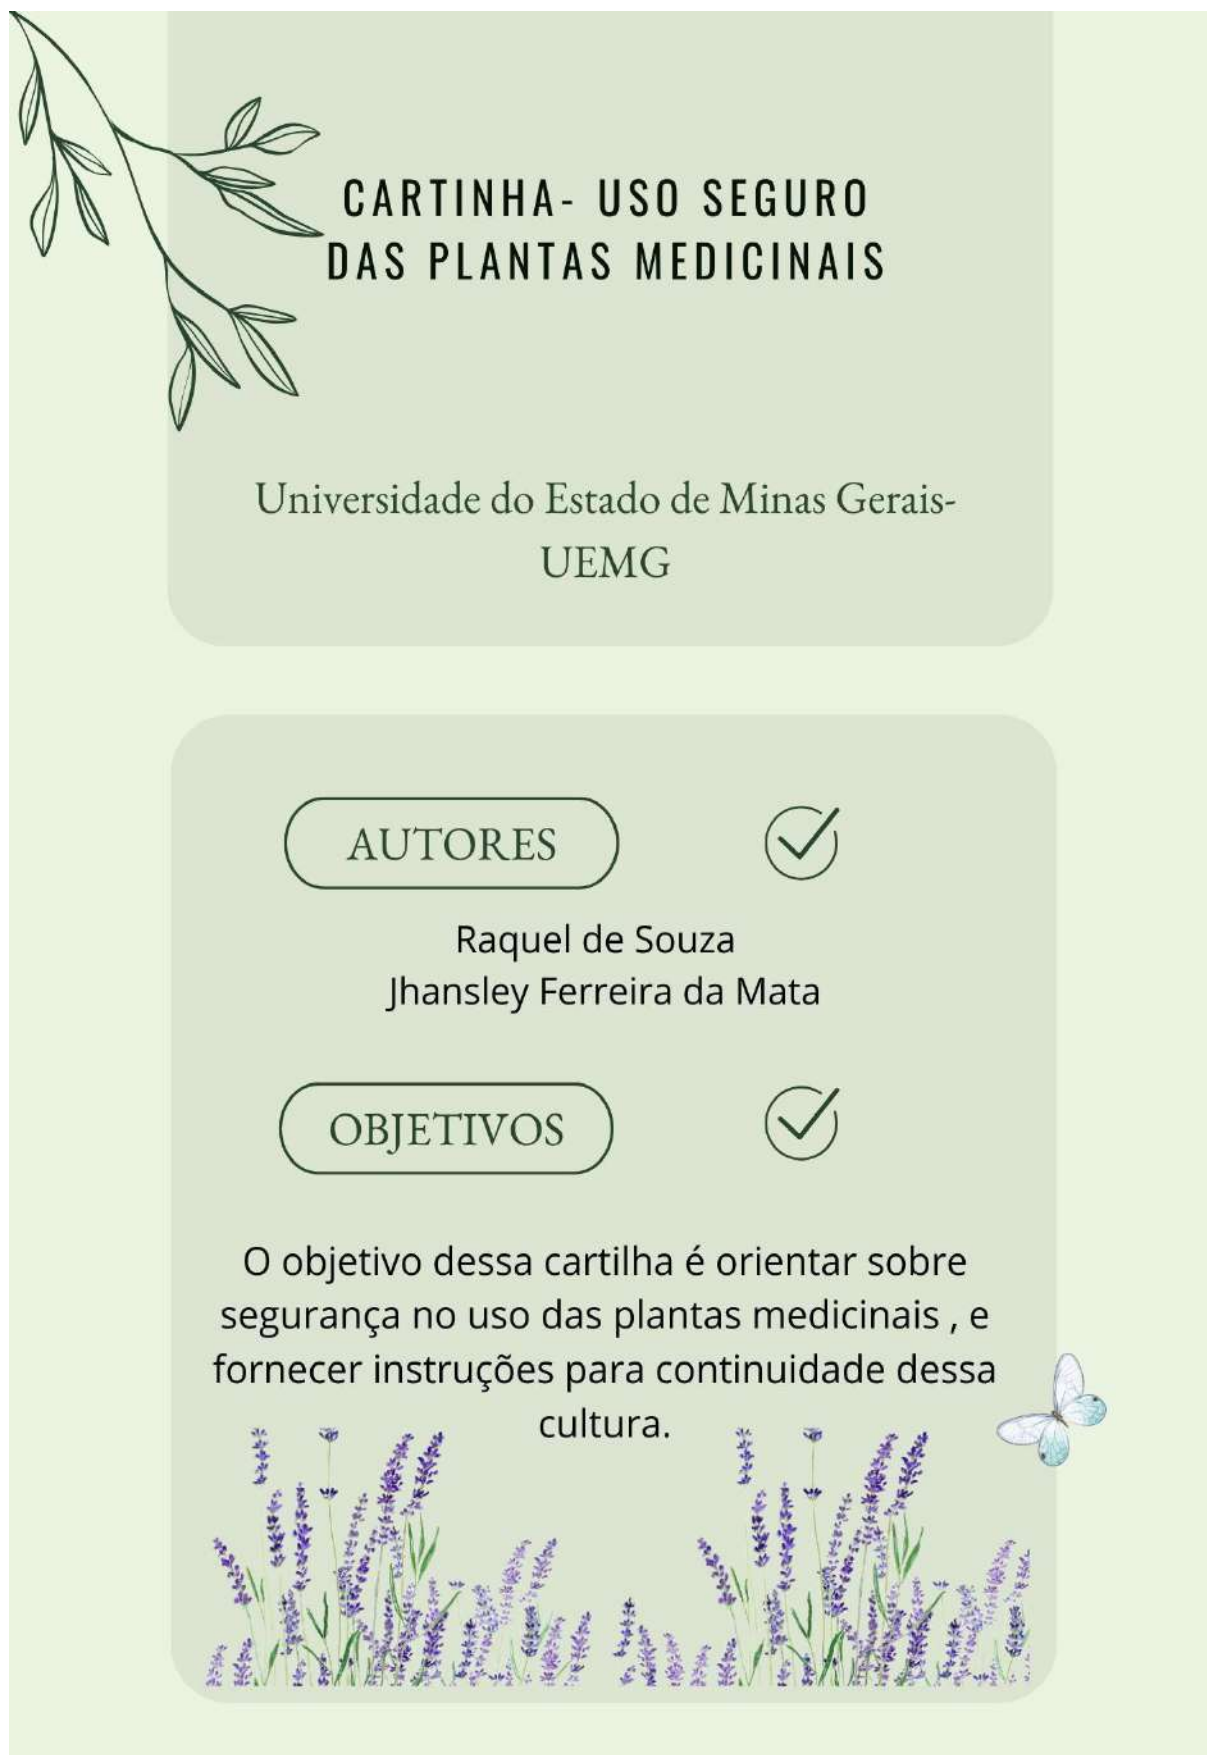 CARTINHA- USO SEGURO
DAS PLANTAS MEDICINAIS
Universidade do Estado de Minas Gerais-
UEMG
AUTORES
Raquel de Souza
Jhansley Ferreira da Mata
OBJETIVOS
O objetivo dessa cartilha é orientar sobre
segurança no uso das plantas medicinais , e
fornecer instruções para continuidade dessa
cultura.